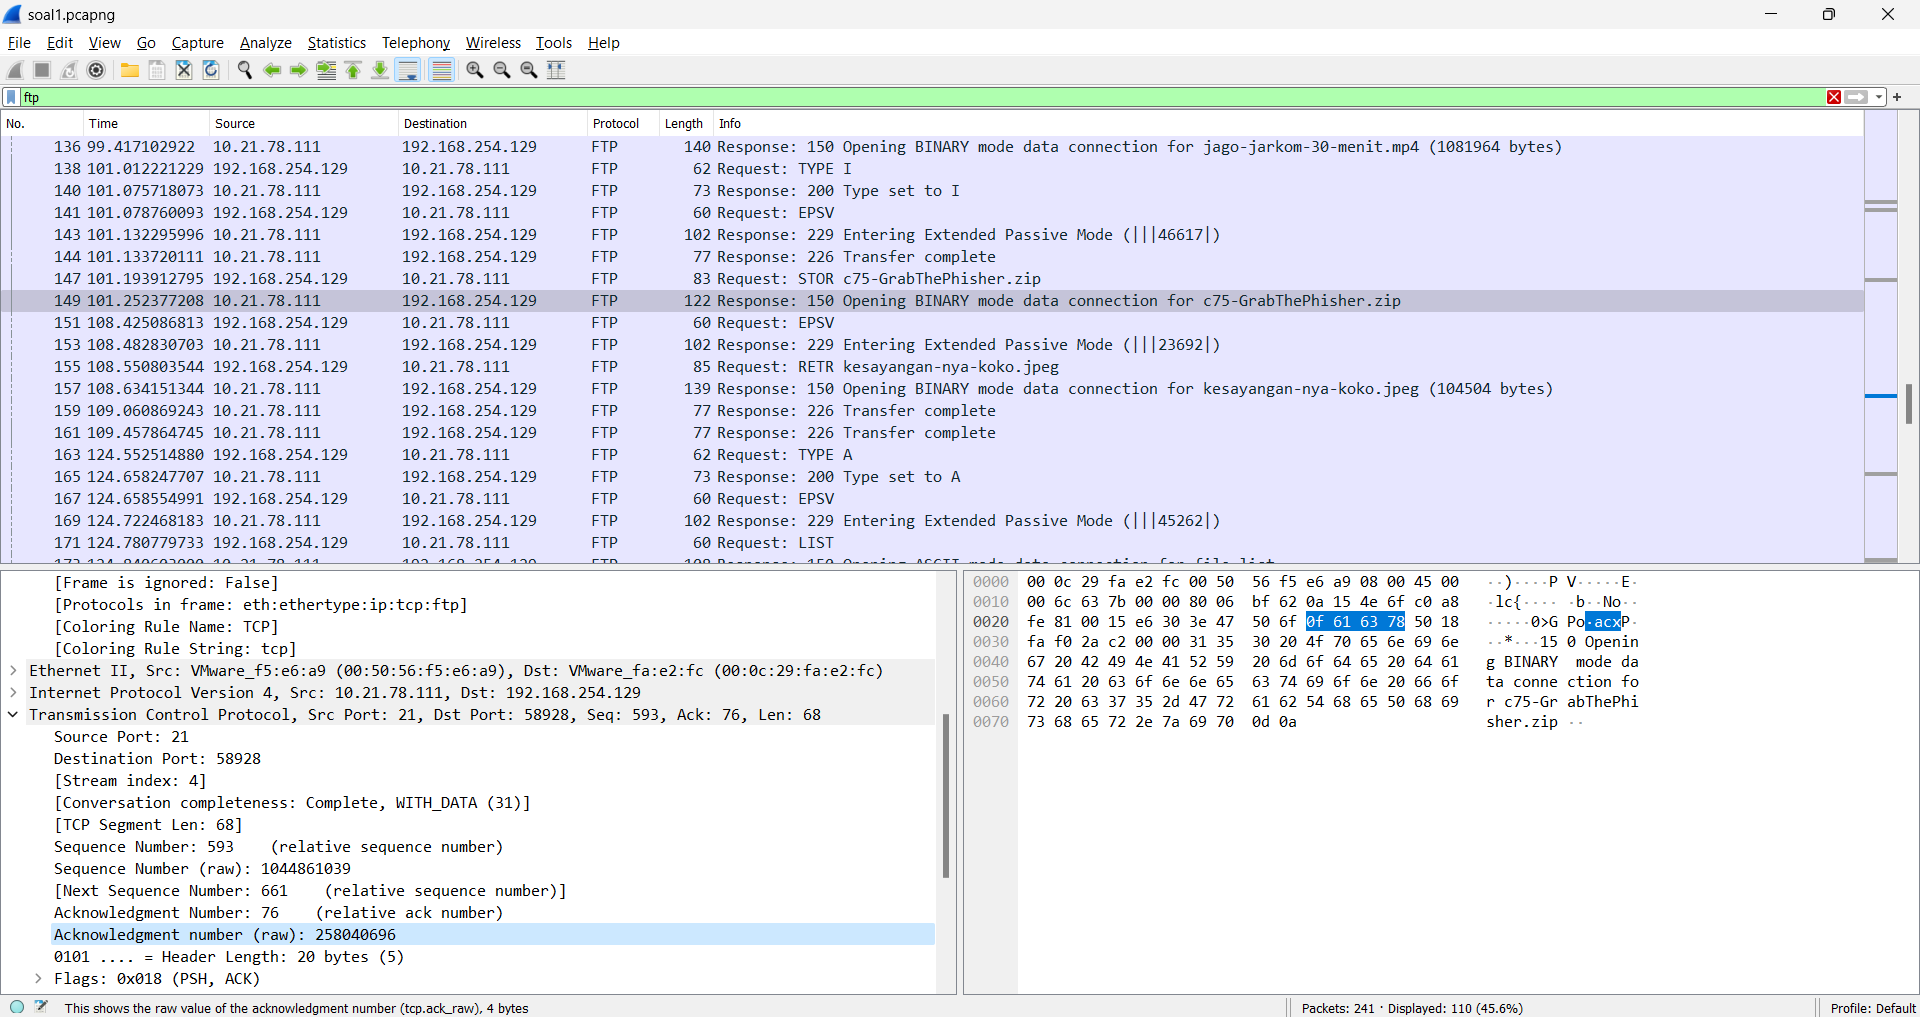 soal1.pcapng
File Edit View Go Capture Analyze Statistics Telephony Wireless Tools Help
ftp
No. Time Source Destination Protocol Length Info
136 99.417102922 10.21.78.111 192.168.254.129 FTP 140 Response: 150 Opening BINARY mode data connection for jago-jarkom-30-menit.mp4 (1081964 bytes)
138 101.012221229 192.168.254.129 10.21.78.111 FTP 62 Request: TYPE I
140 101.075718073 10.21.78.111 192.168.254.129 FTP 73 Response: 200 Type set to I
141 101.078760093 192.168.254.129 10.21.78.111 FTP 60 Request: EPSV
143 101.132295996 10.21.78.111 192.168.254.129 FTP 102 Response: 229 Entering Extended Passive Mode (|||46617|)
144 101.133720111 10.21.78.111 192.168.254.129 FTP 77 Response: 226 Transfer complete
147 101.193912795 192.168.254.129 10.21.78.111 FTP 83 Request: STOR c75-GrabThePhisher.zip
149 101.252377208 10.21.78.111 192.168.254.129 FTP 122 Response: 150 Opening BINARY mode data connection for c75-GrabThePhisher.zip
151 108.425086813 192.168.254.129 10.21.78.111 FTP 60 Request: EPSV
153 108.482830703 10.21.78.111 192.168.254.129 FTP 102 Response: 229 Entering Extended Passive Mode (|||23692|)
155 108.550803544 192.168.254.129 10.21.78.111 FTP 85 Request: RETR kesayangan-nya-koko.jpeg
157 108.634151344 10.21.78.111 192.168.254.129 FTP 139 Response: 150 Opening BINARY mode data connection for kesayangan-nya-koko.jpeg (104504 bytes)
159 109.060869243 10.21.78.111 192.168.254.129 FTP 77 Response: 226 Transfer complete
161 109.457864745 10.21.78.111 192.168.254.129 FTP 77 Response: 226 Transfer complete
163 124.552514880 192.168.254.129 10.21.78.111 FTP 62 Request: TYPE A
165 124.658247707 10.21.78.111 192.168.254.129 FTP 73 Response: 200 Type set to A
167 124.658554991 192.168.254.129 10.21.78.111 FTP 60 Request: EPSV
169 124.722468183 10.21.78.111 192.168.254.129 FTP 102 Response: 229 Entering Extended Passive Mode (|||45262|)
171 124.780779733 192.168.254.129 10.21.78.111 FTP 60 Request: LIST
[Frame is ignored: False]
[Protocols in frame: eth:ethertype:ip:tcp:ftp]
[Coloring Rule Name: TCP]
[Coloring Rule String: tcp]
Ethernet II, Src: VMware_f5:e6:a9 (00:50:56:f5:e6:a9), Dst: VMware_fa:e2:fc (00:0c:29:fa:e2:fc)
Internet Protocol Version 4, Src: 10.21.78.111, Dst: 192.168.254.129
Transmission Control Protocol, Src Port: 21, Dst Port: 58928, Seq: 593, Ack: 76, Len: 68
Source Port: 21
Destination Port: 58928
[Stream index: 4]
[Conversation completeness: Complete, WITH_DATA (31)]
[TCP Segment Len: 68]
Sequence Number: 593 (relative sequence number)
Sequence Number (raw): 1044861039
[Next Sequence Number: 661 (relative sequence number)]
Acknowledgment Number: 76 (relative ack number)
Acknowledgment number (raw): 258040696
0101 .... = Header Length: 20 bytes (5)
Flags: 0x018 (PSH, ACK)
0000 00 0c 29 fa e2 fc 00 50 56 f5 e6 a9 08 00 45 00 ··)····P V·····E·
0010 00 6c 63 7b 00 00 80 06 bf 62 0a 15 4e 6f c0 a8 ·lc{···· ·b··No··
0020 fe 81 00 15 e6 30 3e 47 50 6f 0f 61 63 78 50 18 ·····0>G Po·acxP·
0030 fa f0 2a c2 00 00 31 35 30 20 4f 70 65 6e 69 6e ··*···15 0 Openin
0040 67 20 42 49 4e 41 52 59 20 6d 6f 64 65 20 64 61 g BINARY mode da
0050 74 61 20 63 6f 6e 6e 65 63 74 69 6f 6e 20 66 6f ta conne ction fo
0060 72 20 63 37 35 2d 47 72 61 62 54 68 65 50 68 69 r c75-Gr abThePhi
0070 73 68 65 72 2e 7a 69 70 0d 0a sher.zip ··
This shows the raw value of the acknowledgment number (tcp.ack_raw), 4 bytes
Packets: 241 · Displayed: 110 (45.6%)
Profile: Default